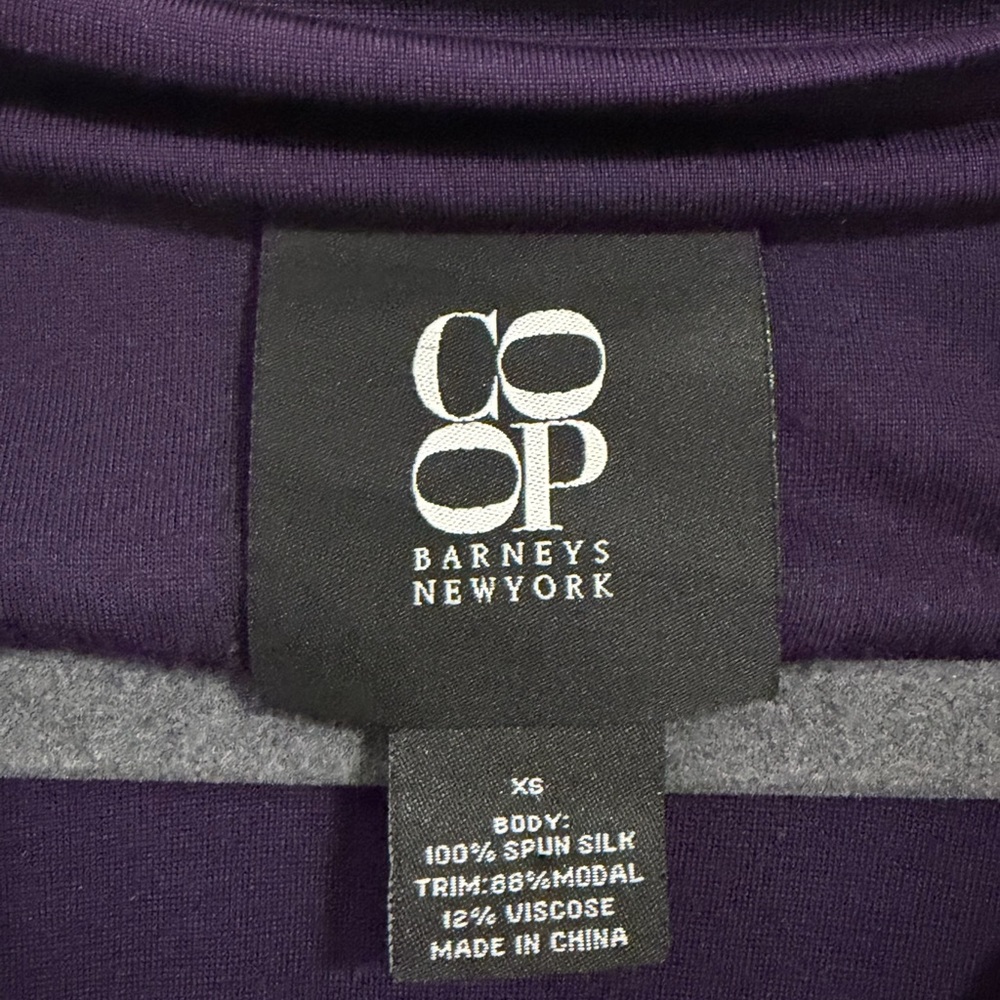 CO
OP
BARNEYS
NEWYORK
XS
BODY:
100% SPUN SILK
TRIM:88%MODAL
12% VISCOSE
MADE IN CHINA